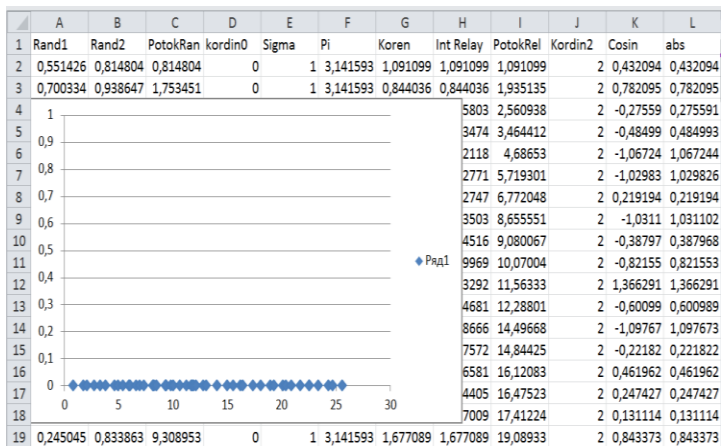 A B C D E F G H I J K L
1 Rand1 Rand2 PotokRan kordin0 Sigma Pi Koren Int Relay PotokRel Kordin2 Cosin abs
2 0,551426 0,814804 0,814804 0 1 3,141593 1,091099 1,091099 1,091099 2 0,432094 0,432094
3 0,700334 0,938647 1,753451 0 1 3,141593 0,844036 0,844036 1,935135 2 0,782095 0,782095
4 5803 2,560938 2 -0,27559 0,275591
5 3474 3,464412 2 -0,48499 0,484993
6 2118 4,68653 2 -1,06724 1,067244
7 2771 5,719301 2 -1,02983 1,029826
8 2747 6,772048 2 0,219194 0,219194
9 3503 8,655551 2 -1,0311 1,031102
10 4516 9,080067 2 -0,38797 0,387968
11 9969 10,07004 2 -0,82155 0,821553
12 3292 11,56333 2 1,366291 1,366291
13 4681 12,28801 2 -0,60099 0,600989
14 8666 14,49668 2 -1,09767 1,097673
15 7572 14,84425 2 -0,22182 0,221822
16 6581 16,12083 2 0,461962 0,461962
17 4405 16,47523 2 0,247427 0,247427
18 7009 17,41224 2 0,131114 0,131114
19 0,245045 0,833863 9,308953 0 1 3,141593 1,677089 1,677089 19,08933 2 0,843373 0,843373
1
0,9
0,8
0,7
0,6
0,5
0,4
0,3
0,2
0,1
0
0 5 10 15 20 25 30
Ряд1